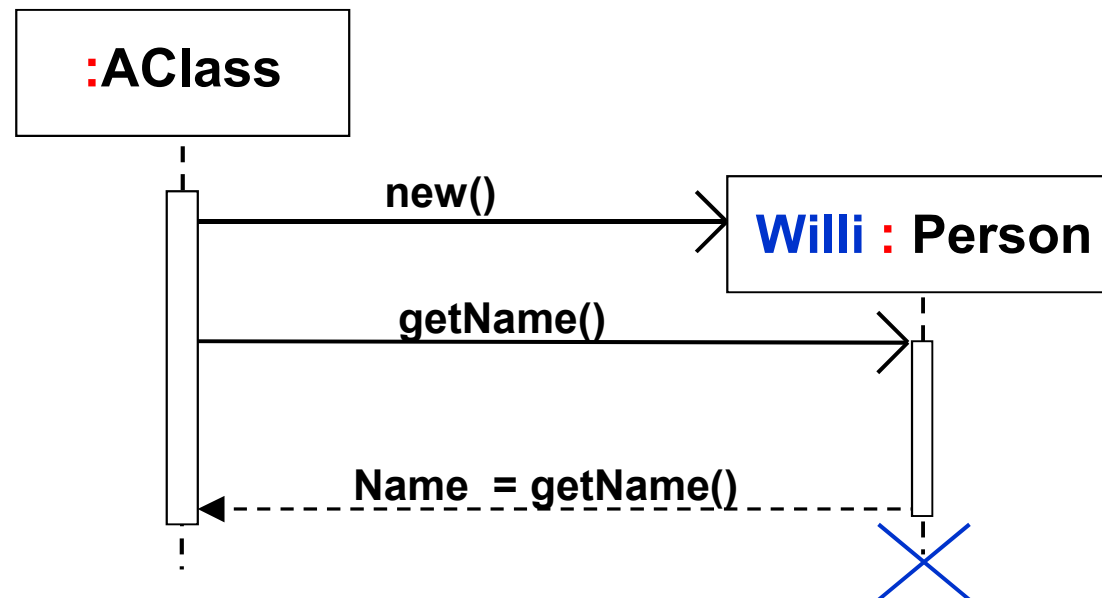 :AClass
new()
Willi : Person
getName()
Name = getName()